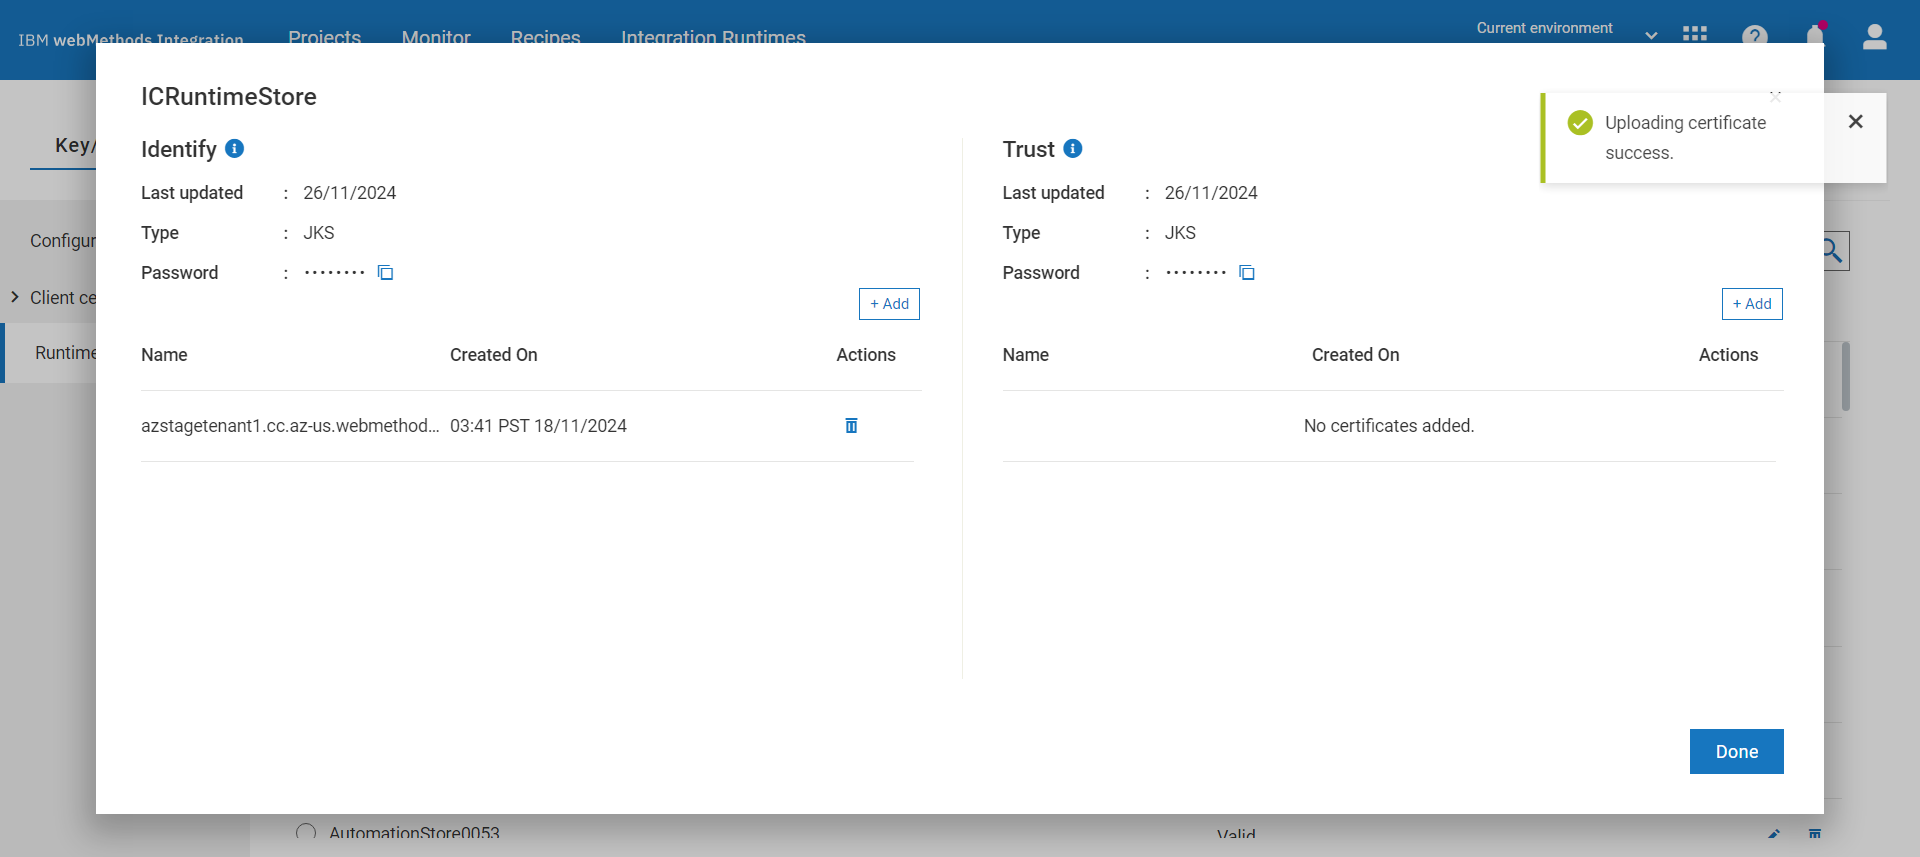 IBM webMethods Integration
Projects
Monitor
Recipes
Integration Runtimes
Current environment
ICRuntimeStore
Uploading certificate
success.
Key/
Identify
Last updated : 26/11/2024
Type : JKS
Password : ••••••••
+ Add
Name Created On Actions
azstagetenant1.cc.az-us.webmethod... 03:41 PST 18/11/2024
Trust
Last updated : 26/11/2024
Type : JKS
Password : ••••••••
+ Add
Name Created On Actions
No certificates added.
Configur
Client ce
Runtime
Done
AutomationStore0053
Valid